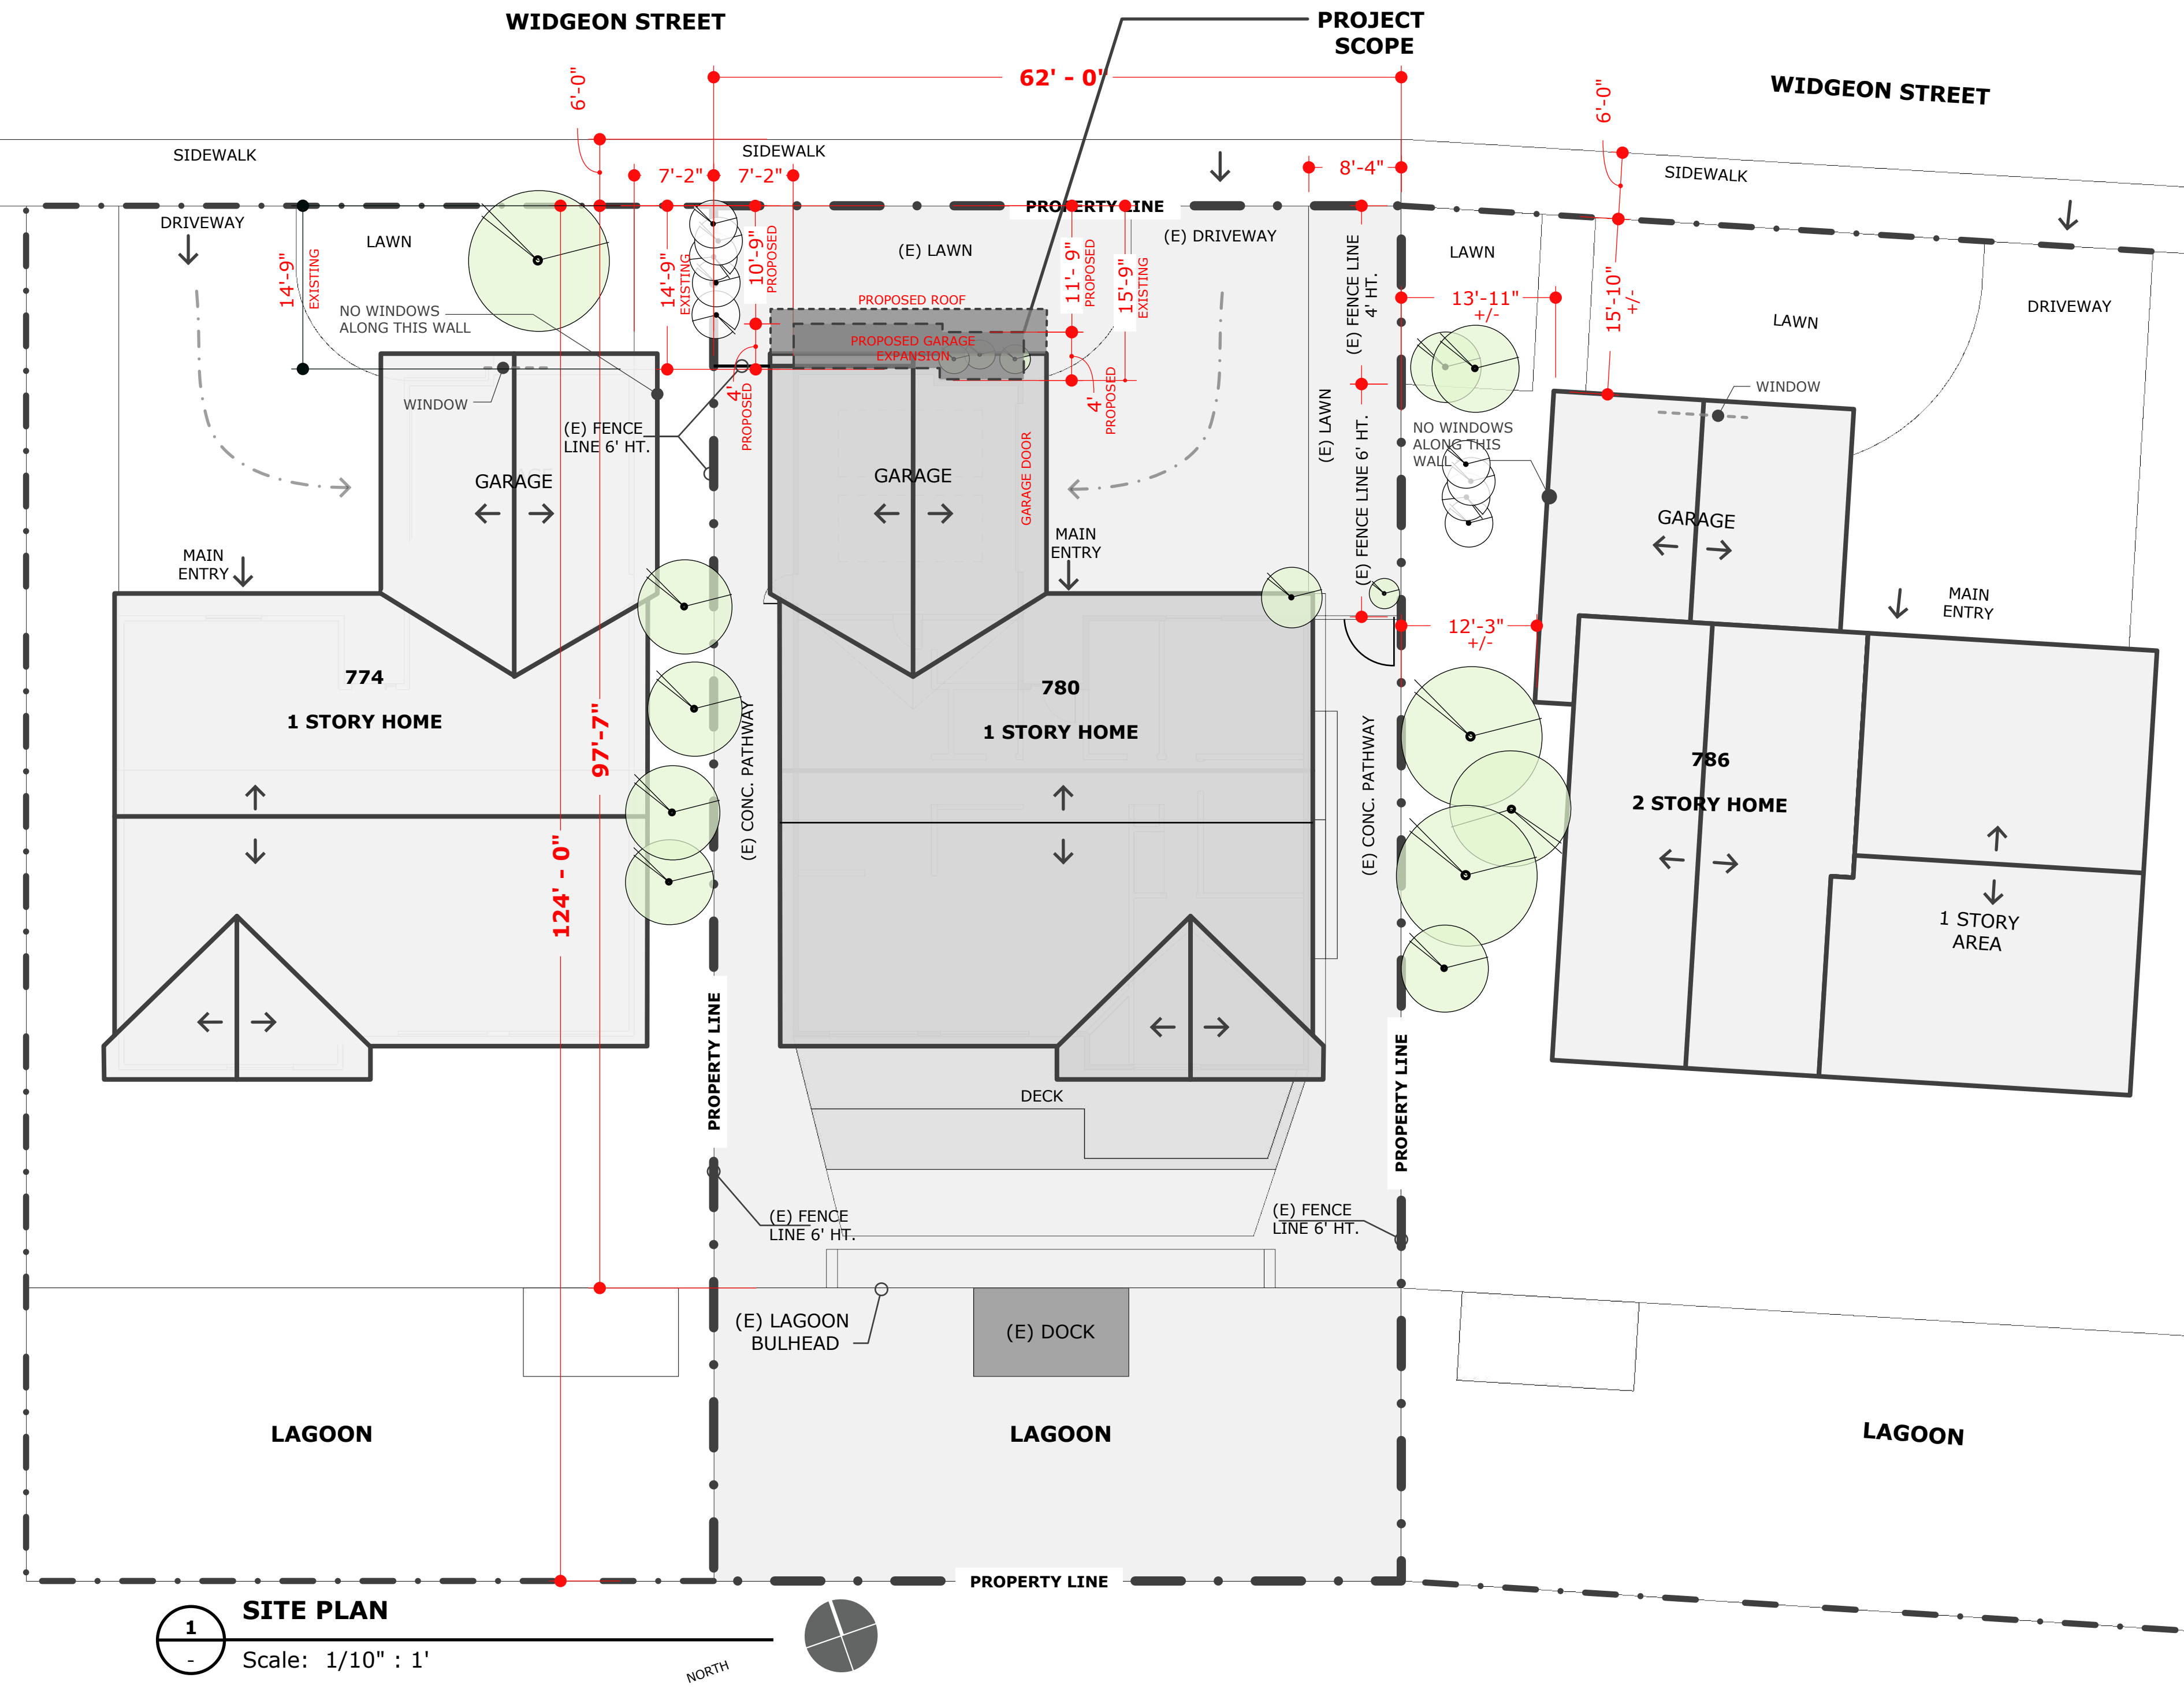 WIDGEON STREET
PROJECT
SCOPE
62' - 0"
WIDGEON STREET
6'-0"
6'-0"
SIDEWALK
SIDEWALK
SIDEWALK
7'-2"
7'-2"
8'-4"
PROPERTY LINE
DRIVEWAY
LAWN
(E) LAWN
(E) DRIVEWAY
LAWN
14'-9"
EXISTING
14'-9"
EXISTING
10'-9"
PROPOSED
11'- 9"
PROPOSED
15'-9"
EXISTING
(E) FENCE LINE
4' HT.
13'-11"
+/-
15'-10"
+/-
DRIVEWAY
LAWN
NO WINDOWS
ALONG THIS WALL
PROPOSED ROOF
PROPOSED GARAGE
EXPANSION
WINDOW
4'
PROPOSED
4'
PROPOSED
WINDOW
(E) FENCE
LINE 6' HT.
(E) LAWN
(E) FENCE LINE 6' HT.
NO WINDOWS
ALONG THIS
WALL
GARAGE
GARAGE
GARAGE DOOR
GARAGE
MAIN
ENTRY
MAIN
ENTRY
MAIN
ENTRY
12'-3"
+/-
774
1 STORY HOME
780
1 STORY HOME
786
2 STORY HOME
97'-7"
124' - 0"
(E) CONC. PATHWAY
(E) CONC. PATHWAY
1 STORY
AREA
PROPERTY LINE
PROPERTY LINE
DECK
(E) FENCE
LINE 6' HT.
(E) FENCE
LINE 6' HT.
(E) LAGOON
BULHEAD
(E) DOCK
LAGOON
LAGOON
LAGOON
PROPERTY LINE
1
-
SITE PLAN
Scale: 1/10" : 1'
NORTH